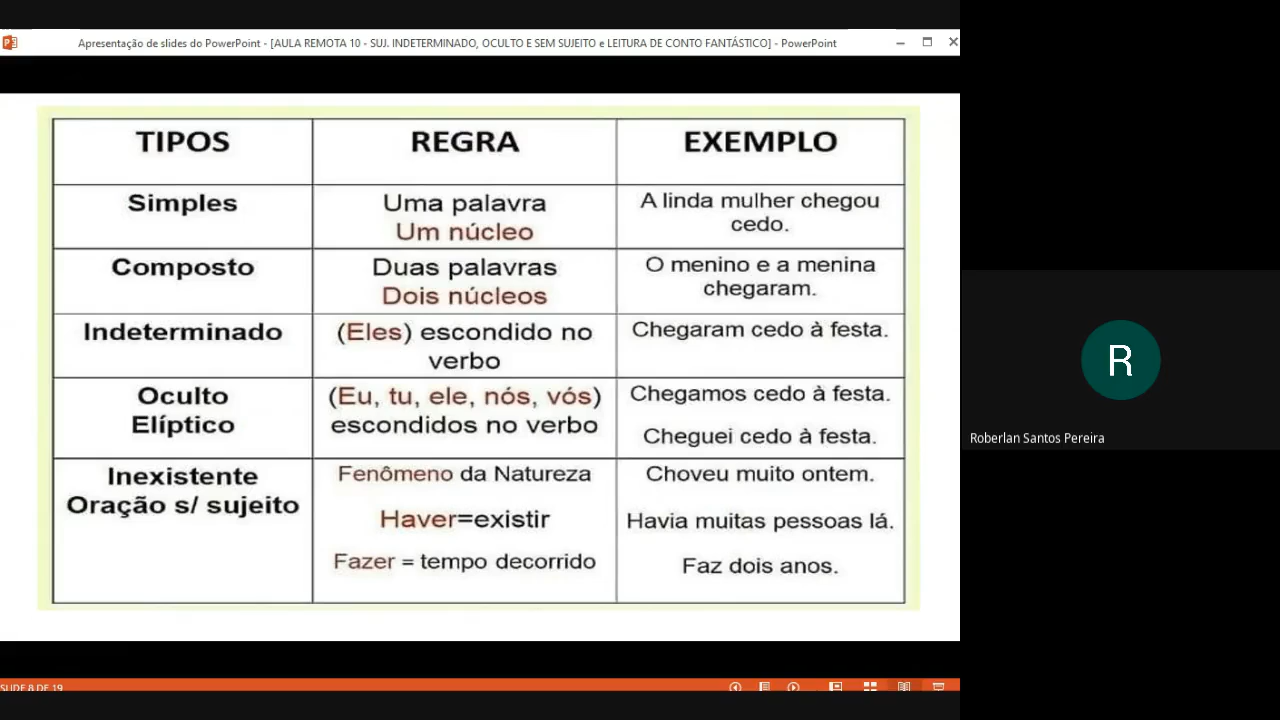 Apresentação de slides do PowerPoint - [AULA REMOTA 10 - SUJ. INDETERMINADO, OCULTO E SEM SUJEITO e LEITURA DE CONTO FANTÁSTICO] - PowerPoint
TIPOS
REGRA
EXEMPLO
Simples
Uma palavra
Um núcleo
A linda mulher chegou
cedo.
Composto
Duas palavras
Dois núcleos
O menino e a menina
chegaram.
Indeterminado
(Eles) escondido no
verbo
Chegaram cedo à festa.
Oculto
Elíptico
(Eu, tu, ele, nós, vós)
escondidos no verbo
Chegamos cedo à festa.
Cheguei cedo à festa.
Inexistente
Oração s/ sujeito
Fenômeno da Natureza
Haver=existir
Fazer = tempo decorrido
Choveu muito ontem.
Havia muitas pessoas lá.
Faz dois anos.
R
Roberlan Santos Pereira
SLIDE 8 DE 19